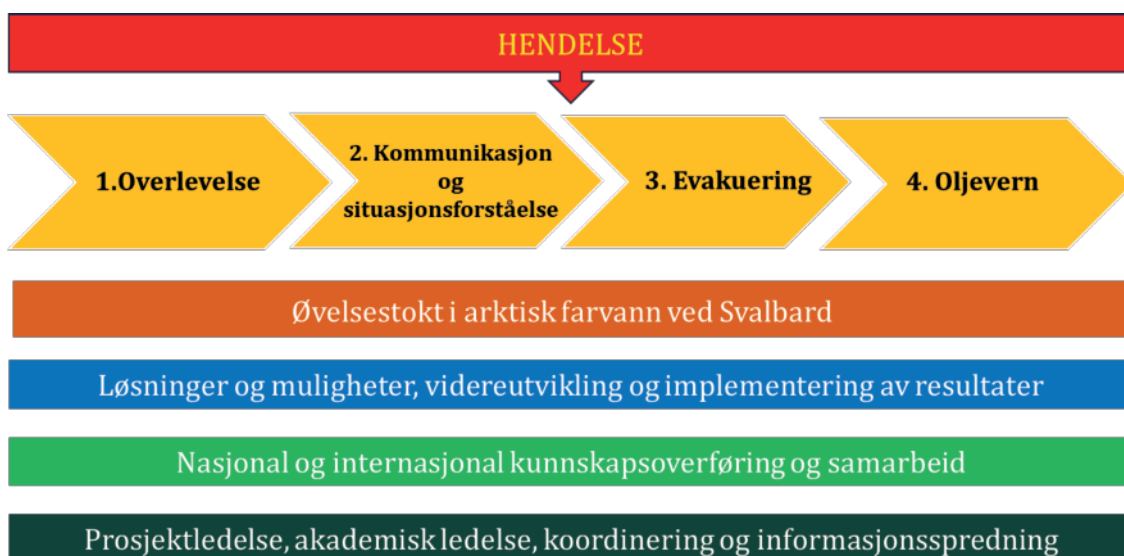 HENDELSE
1.Overlevelse
2. Kommunikasjon
og
situasjonsforståelse
3. Evakuering
4. Oljevern
Øvelsestokt i arktisk farvann ved Svalbard
Løsninger og muligheter, videreutvikling og implementering av resultater
Nasjonal og internasjonal kunnskapsoverføring og samarbeid
Prosjektledelse, akademisk ledelse, koordinering og informasjonsspredning